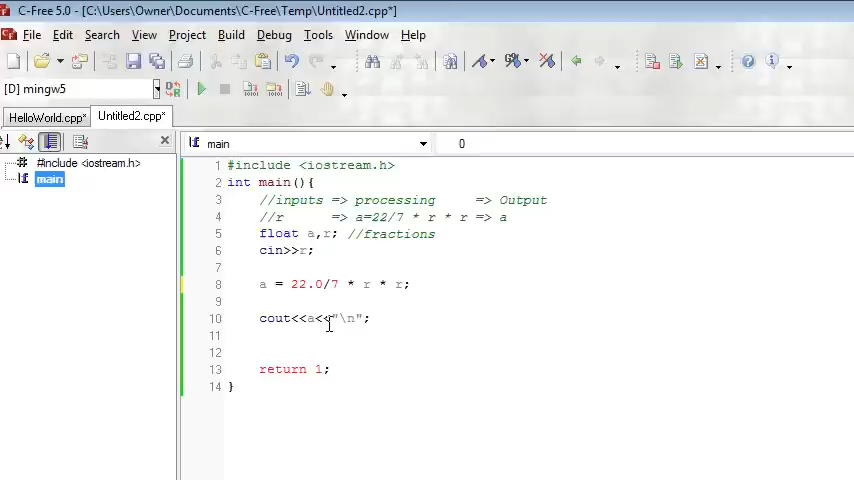 C-Free 5.0 - [C:\Users\Owner\Documents\C-Free\Temp\Untitled2.cpp*]
File Edit Search View Project Build Debug Tools Window Help
[D] mingw5
HelloWorld.cpp* Untitled2.cpp*
main 0
#include <iostream.h>
main
1 #include <iostream.h>
2 int main(){
3 //inputs => processing => Output
4 //r => a=22/7 * r * r => a
5 float a,r; //fractions
6 cin>>r;
7
8 a = 22.0/7 * r * r;
9
10 cout<<a<<"\n";
11
12
13 return 1;
14 }